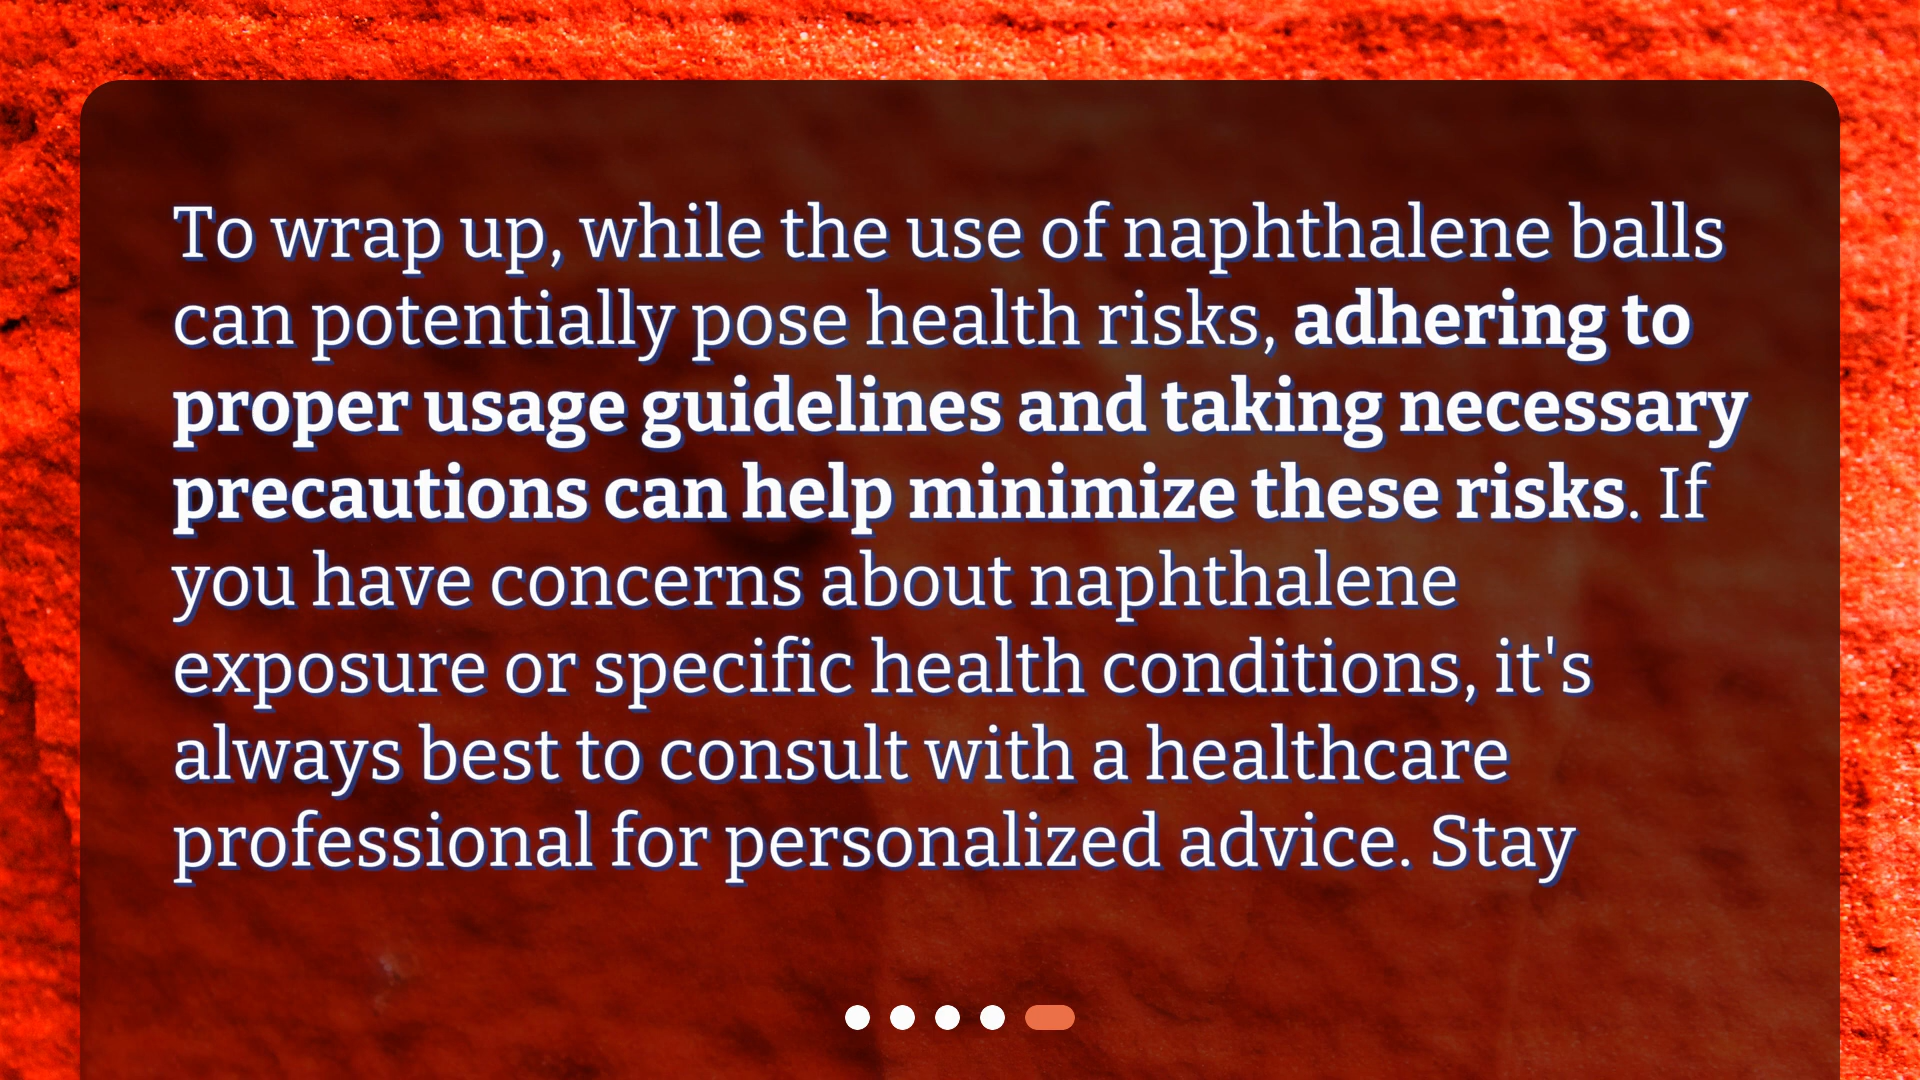 To wrap up, while the use of naphthalene balls
can potentially pose health risks, adhering to
proper usage guidelines and taking necessary
precautions can help minimize these risks. If
you have concerns about naphthalene
exposure or specific health conditions, it's
always best to consult with a healthcare
professional for personalized advice. Stay